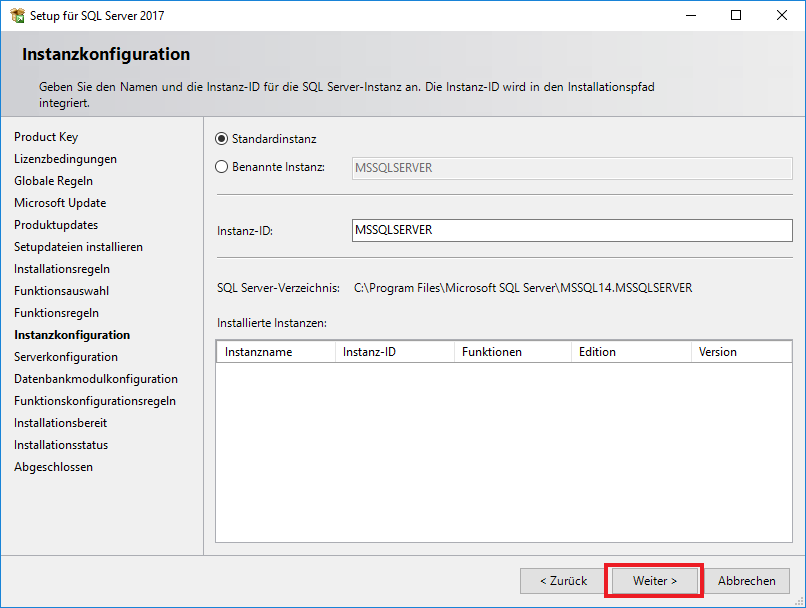 Setup für SQL Server 2017
Instanzkonfiguration
Geben Sie den Namen und die Instanz-ID für die SQL Server-Instanz an. Die Instanz-ID wird in den Installationspfad
integriert.
Product Key
Lizenzbedingungen
Globale Regeln
Microsoft Update
Produktupdates
Setupdateien installieren
Installationsregeln
Funktionsauswahl
Funktionsregeln
Instanzkonfiguration
Serverkonfiguration
Datenbankmodulkonfiguration
Funktionskonfigurationsregeln
Installationsbereit
Installationsstatus
Abgeschlossen
Standardinstanz
Benannte Instanz: MSSQLSERVER
Instanz-ID: MSSQLSERVER
SQL Server-Verzeichnis: C:\Program Files\Microsoft SQL Server\MSSQL14.MSSQLSERVER
Installierte Instanzen:
Instanzname Instanz-ID Funktionen Edition Version
< Zurück Weiter > Abbrechen